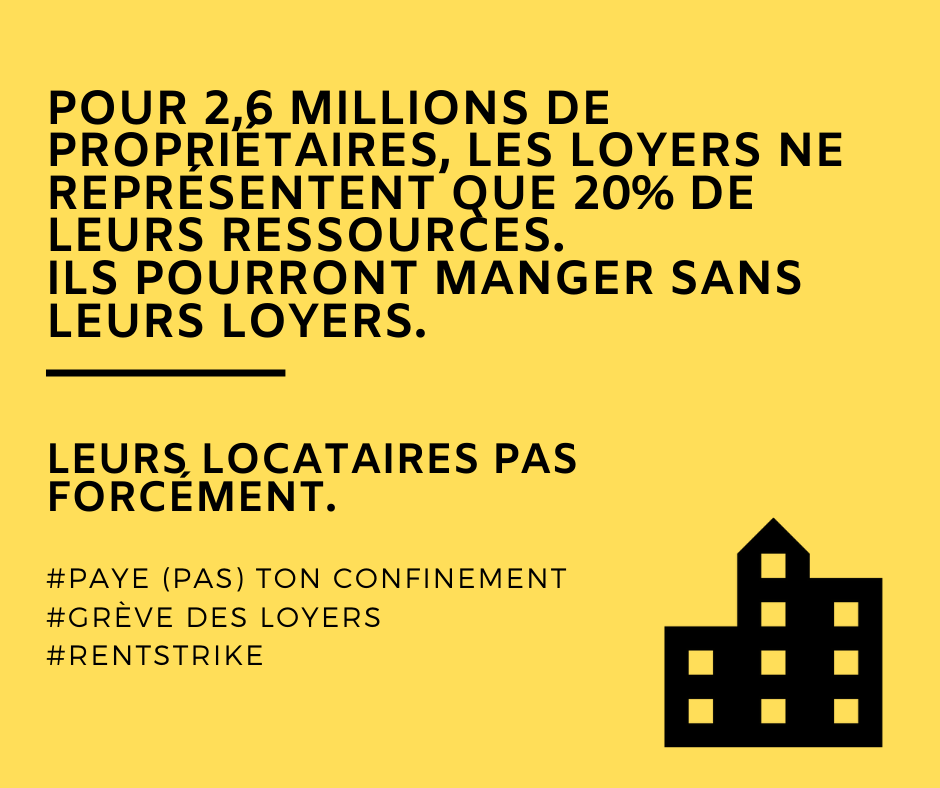 POUR 2,6 MILLIONS DE
PROPRIÉTAIRES, LES LOYERS NE
REPRÉSENTENT QUE 20% DE
LEURS RESSOURCES.
ILS POURRONT MANGER SANS
LEURS LOYERS.
LEURS LOCATAIRES PAS
FORCÉMENT.
#PAYE (PAS) TON CONFINEMENT
#GRÈVE DES LOYERS
#RENTSTRIKE